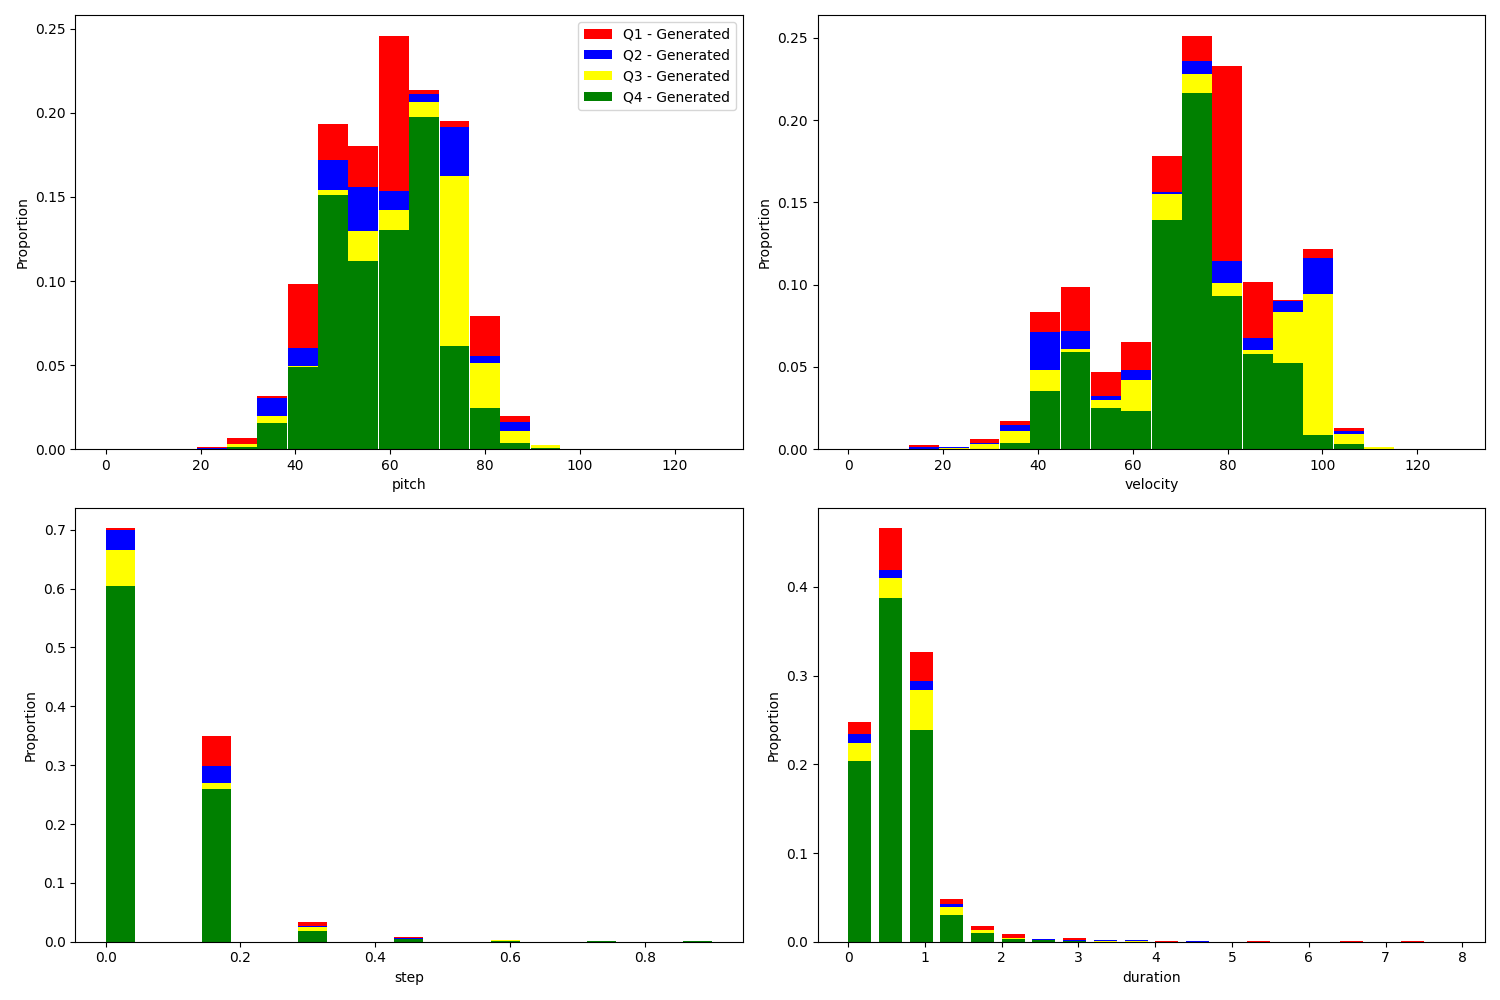 0.25
0.20
0.15
0.10
0.05
0.00
Proportion
0 20 40 60 80 100 120
pitch
Q1 - Generated
Q2 - Generated
Q3 - Generated
Q4 - Generated
0.25
0.20
0.15
0.10
0.05
0.00
Proportion
0 20 40 60 80 100 120
velocity
0.7
0.6
0.5
0.4
0.3
0.2
0.1
0.0
Proportion
0.0 0.2 0.4 0.6 0.8
step
0.4
0.3
0.2
0.1
0.0
Proportion
0 1 2 3 4 5 6 7 8
duration